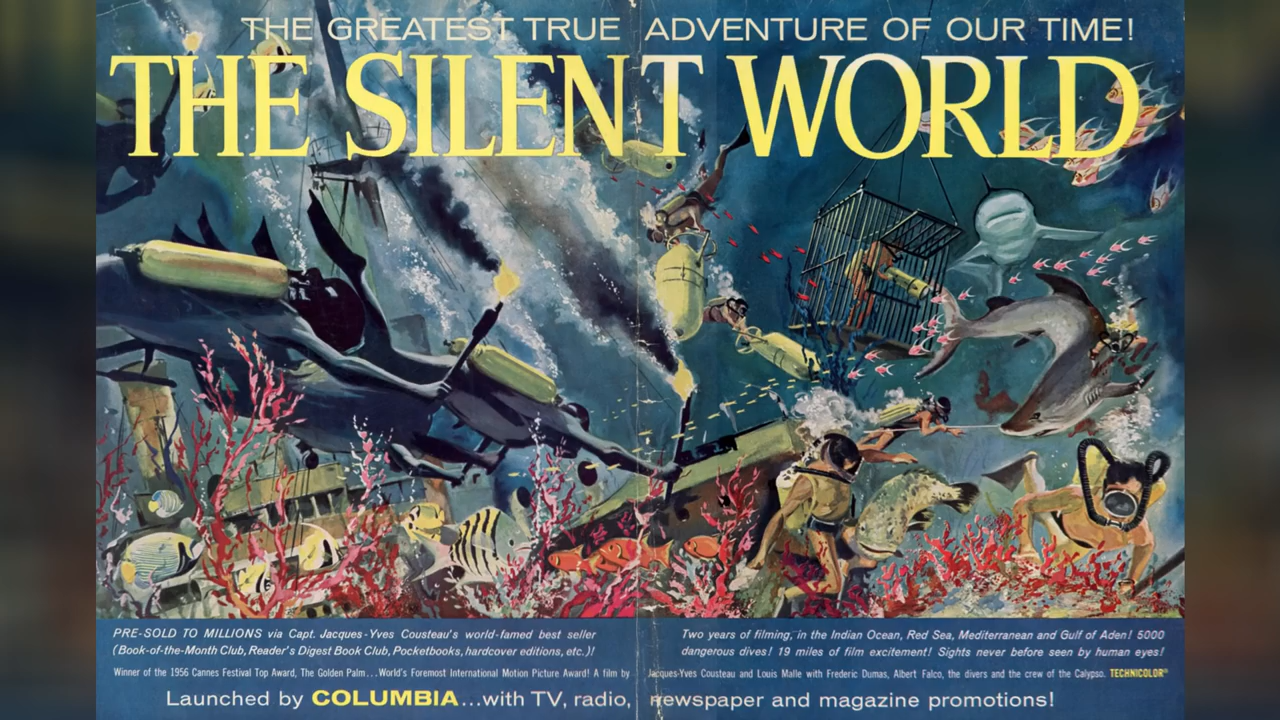 THE GREATEST TRUE ADVENTURE OF OUR TIME!
THE SILENT WORLD
PRE-SOLD TO MILLIONS via Capt. Jacques-Yves Cousteau's world-famed best seller
(Book-of-the-Month Club, Reader's Digest Book Club, Pocketbooks, hardcover editions, etc.)!
Two years of filming, in the Indian Ocean, Red Sea, Mediterranean and Gulf of Aden! 5000
dangerous dives! 19 miles of film excitement! Sights never before seen by human eyes!
Winner of the 1956 Cannes Festival Top Award, The Golden Palm...World's Foremost International Motion Picture Award! A film by Jacques-Yves Cousteau and Louis Malle with Frederic Dumas, Albert Falco, the divers and the crew of the Calypso. TECHNICOLOR®
Launched by COLUMBIA...with TV, radio, newspaper and magazine promotions!